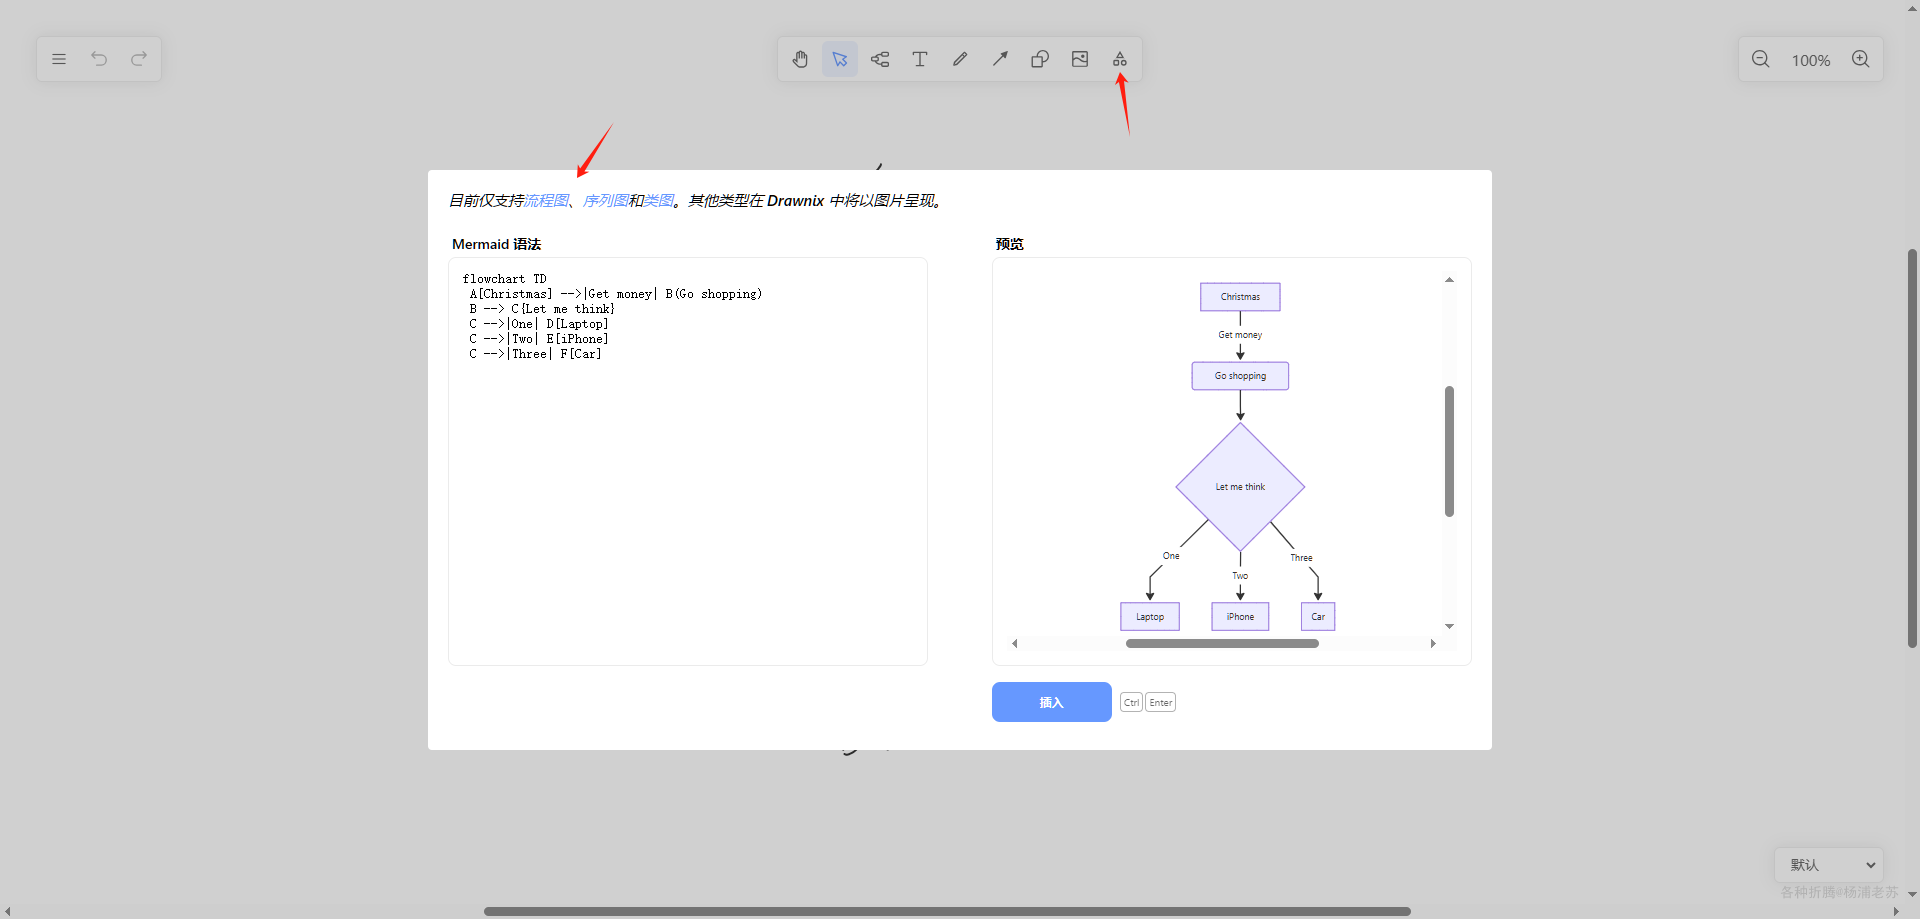 100%
目前仅支持流程图、序列图和类图。其他类型在 Drawnix 中将以图片呈现。
Mermaid 语法
flowchart TD
A[Christmas] -->|Get money| B(Go shopping)
B --> C{Let me think}
C -->|One| D[Laptop]
C -->|Two| E[iPhone]
C -->|Three| F[Car]
预览
Christmas
Get money
Go shopping
Let me think
One
Three
Two
Laptop
iPhone
Car
插入
Ctrl Enter
默认
各种折腾@杨浦老苏